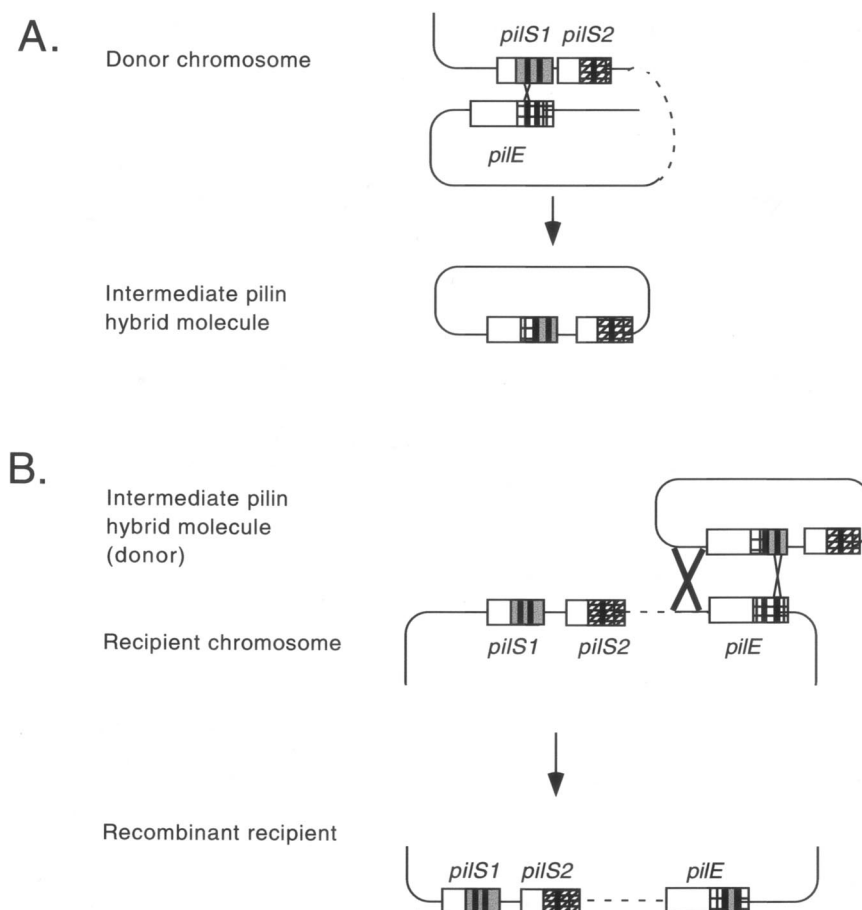 A.
pilS1 pilS2
Donor chromosome
pilE
Intermediate pilin
hybrid molecule
B.
Intermediate pilin
hybrid molecule
(donor)
Recipient chromosome
pilS1 pilS2 pilE
Recombinant recipient
pilS1 pilS2 pilE